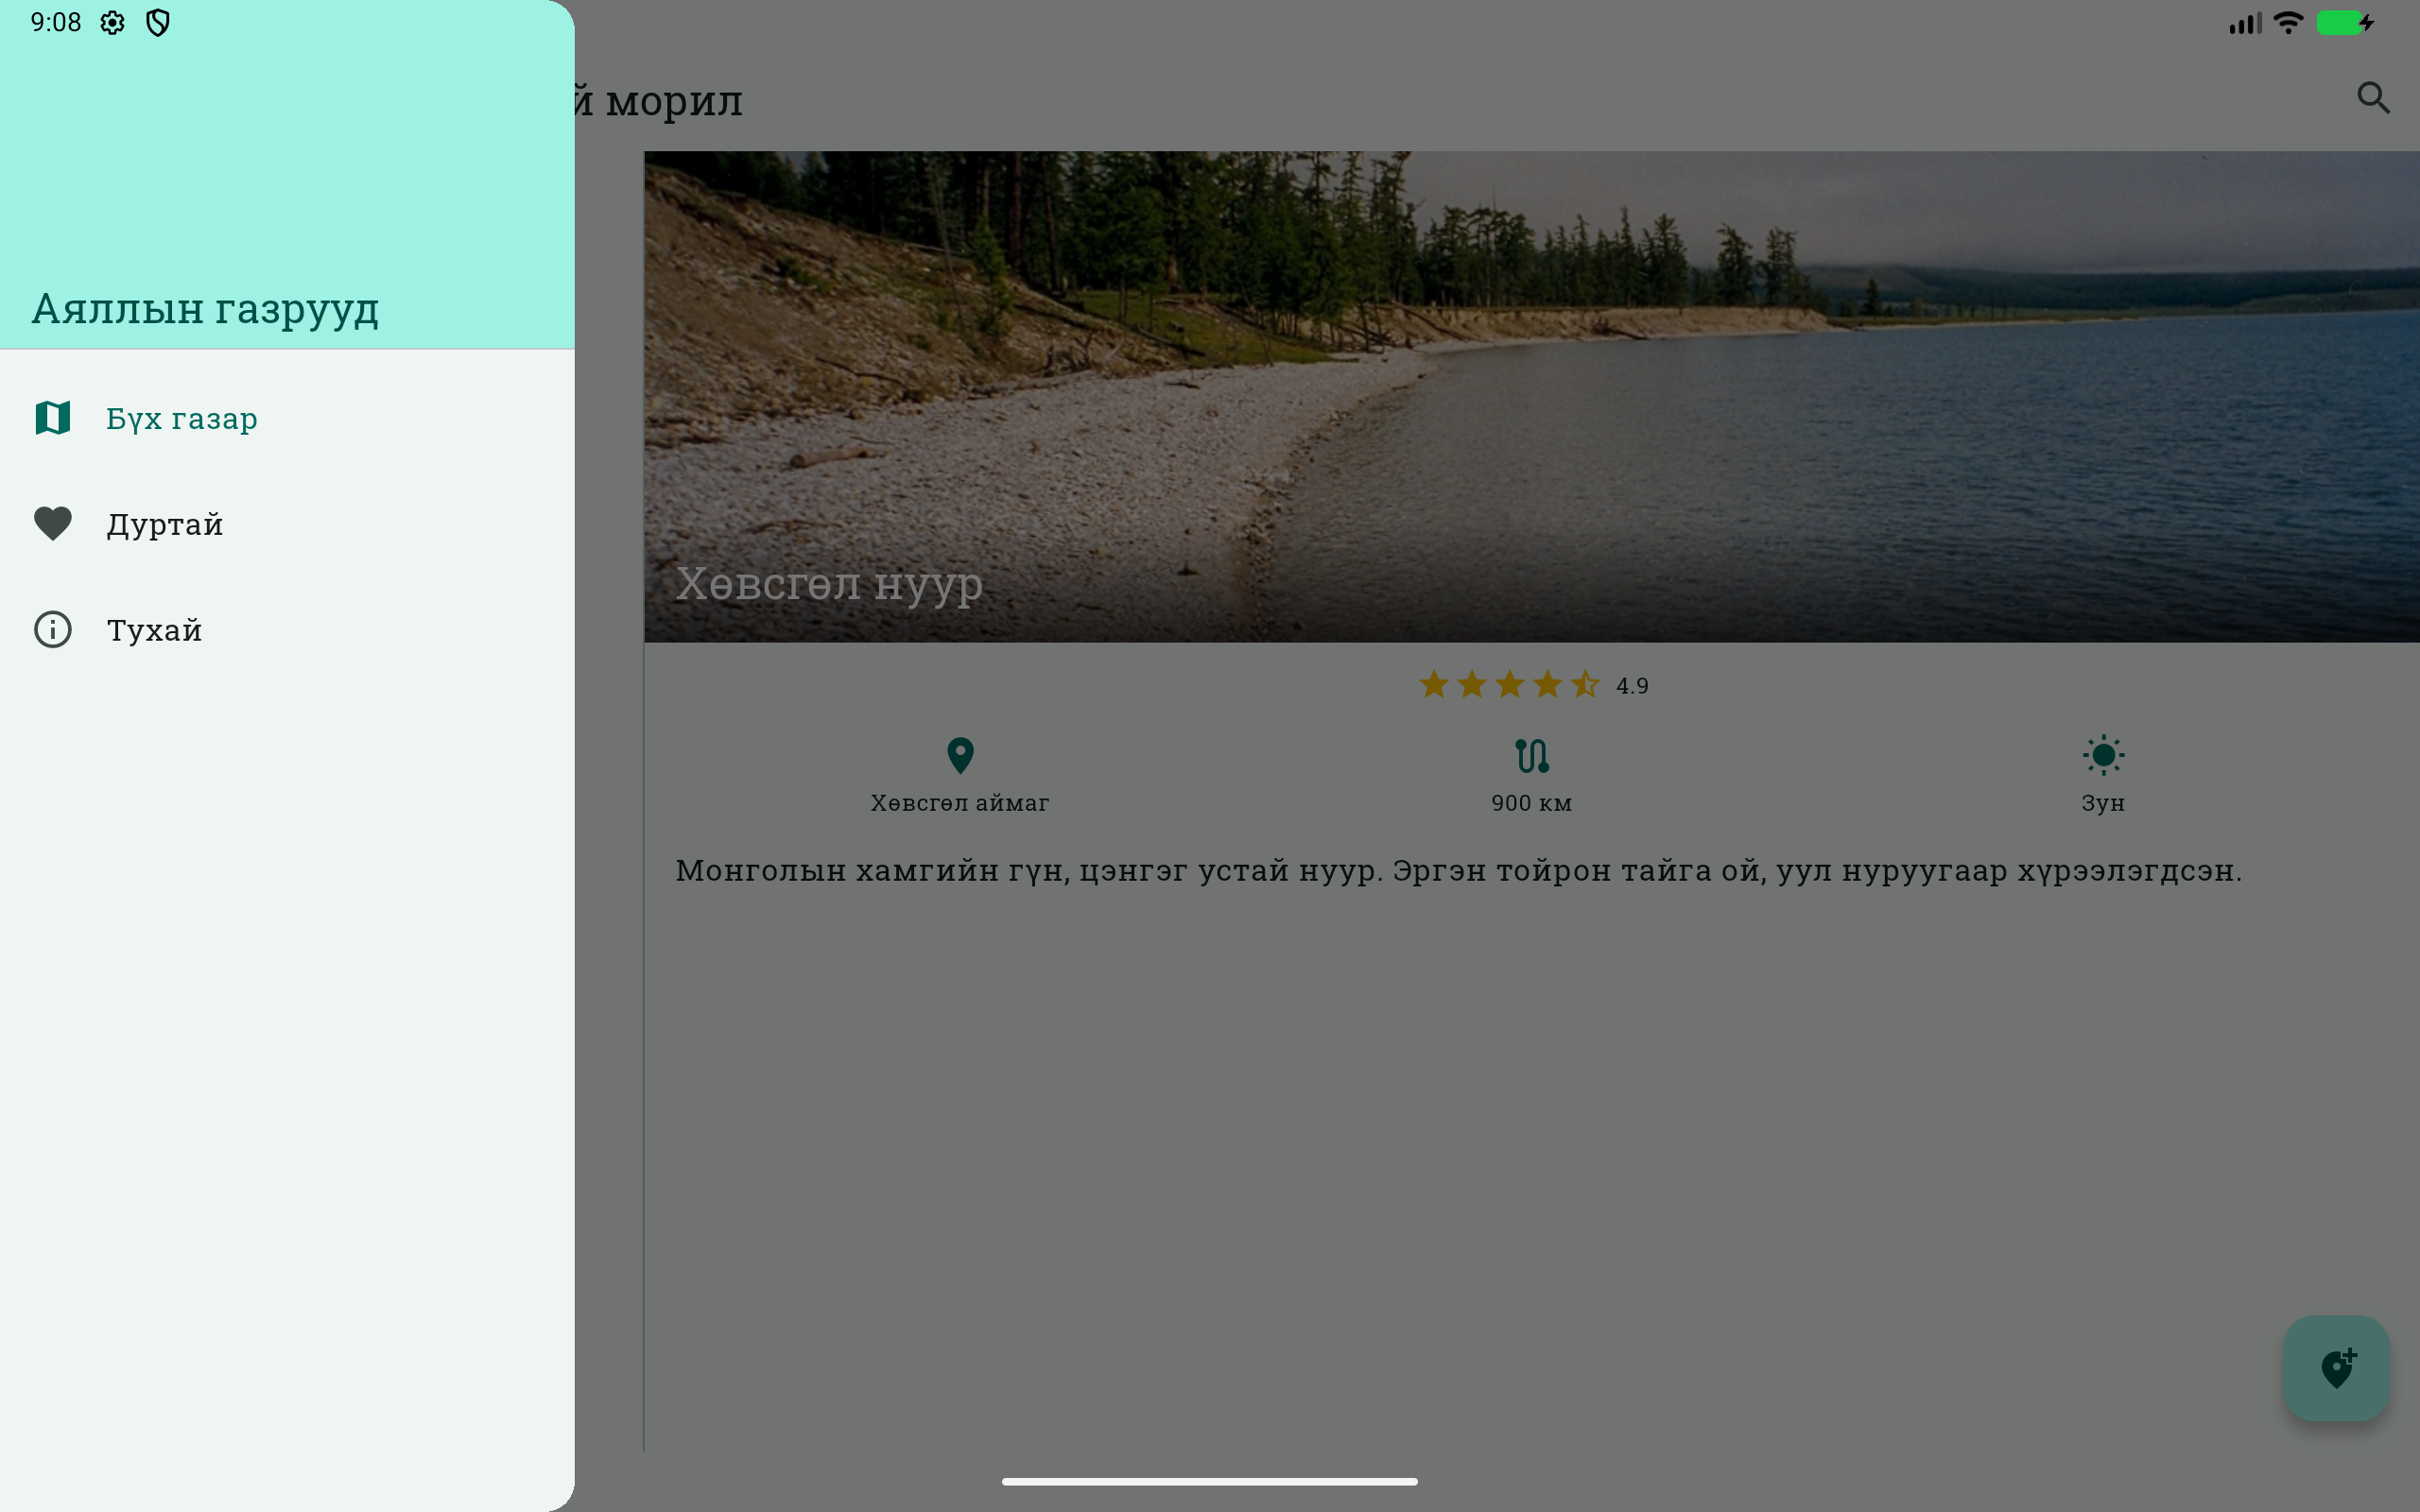 9:08
й морил
Аяллын газрууд
Бүх газар
Дуртай
Тухай
Хөвсгөл нуур
4.9
Хөвсгөл аймаг
900 км
Зун
Монголын хамгийн гүн, цэнгэг устай нуур. Эргэн тойрон тайга ой, уул нуруугаар хүрээлэгдсэн.